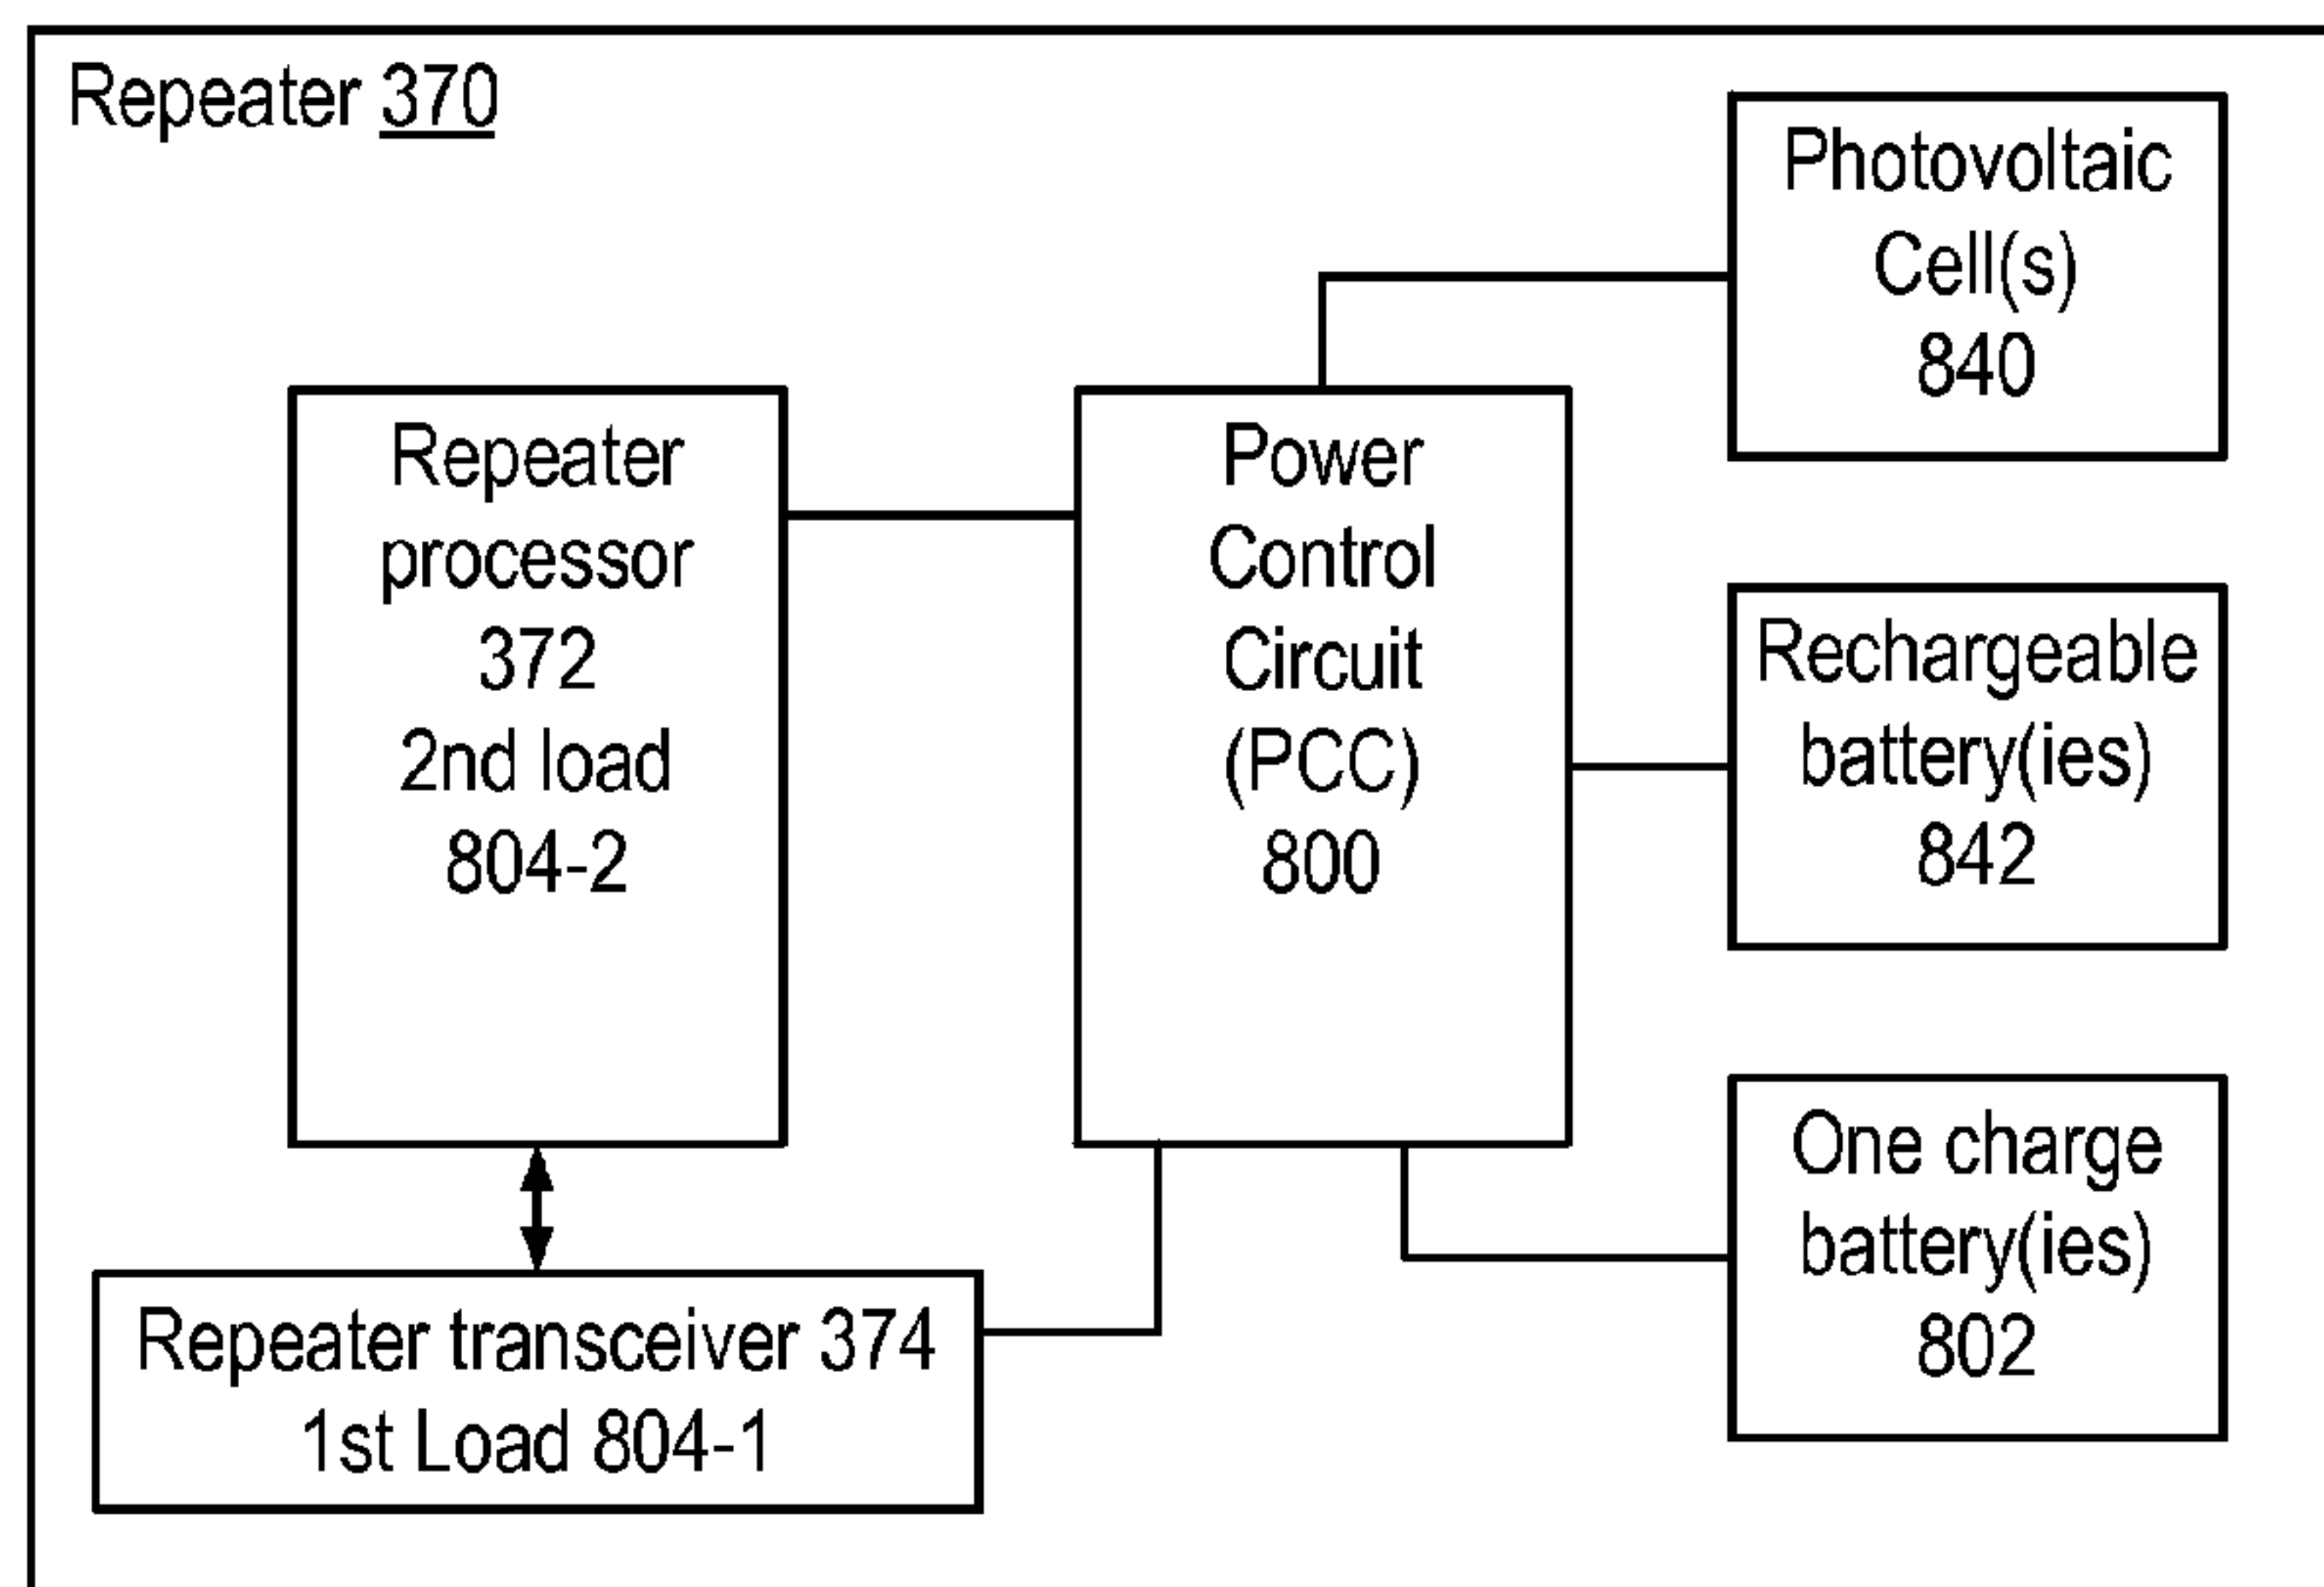 Repeater 370
Photovoltaic
Cell(s)
840
Repeater
processor
372
2nd load
804-2
Power
Control
Circuit
(PCC)
800
Rechargeable
battery(ies)
842
One charge
battery(ies)
802
Repeater transceiver 374
1st Load 804-1